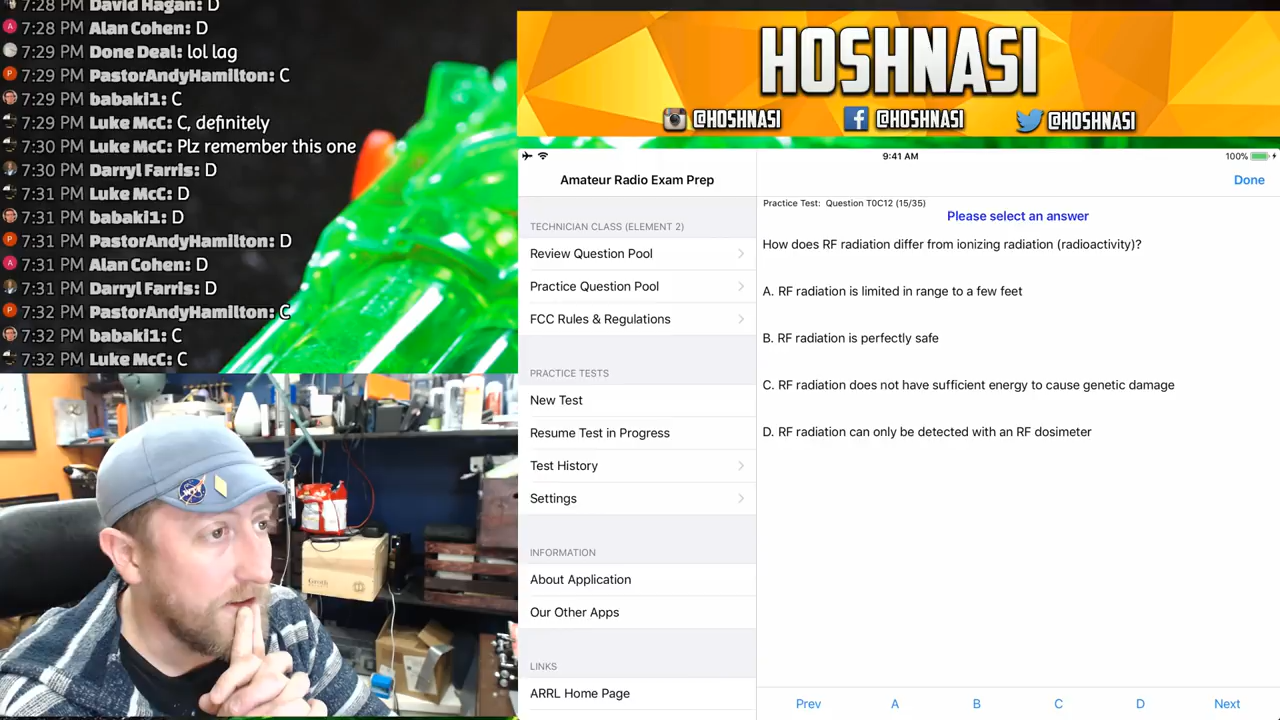 7:28 PM David Hagan: D
7:28 PM Alan Cohen: D
7:29 PM Done Deal: lol lag
7:29 PM PastorAndyHamilton: C
7:29 PM babaki1: C
7:29 PM Luke McC: C, definitely
7:30 PM Luke McC: Plz remember this one
7:30 PM Darryl Farris: D
7:31 PM Luke McC: D
7:31 PM babaki1: D
7:31 PM PastorAndyHamilton: D
7:31 PM Alan Cohen: D
7:31 PM Darryl Farris: D
7:32 PM PastorAndyHamilton: C
7:32 PM babaki1: C
7:32 PM Luke McC: C
HOSHNASI
@HOSHNASI @HOSHNASI @HOSHNASI
9:41 AM 100%
Amateur Radio Exam Prep
TECHNICIAN CLASS (ELEMENT 2)
Review Question Pool
Practice Question Pool
FCC Rules & Regulations
PRACTICE TESTS
New Test
Resume Test in Progress
Test History
Settings
INFORMATION
About Application
Our Other Apps
LINKS
ARRL Home Page
Done
Practice Test: Question T0C12 (15/35)
Please select an answer
How does RF radiation differ from ionizing radiation (radioactivity)?
A. RF radiation is limited in range to a few feet
B. RF radiation is perfectly safe
C. RF radiation does not have sufficient energy to cause genetic damage
D. RF radiation can only be detected with an RF dosimeter
Prev A B C D Next